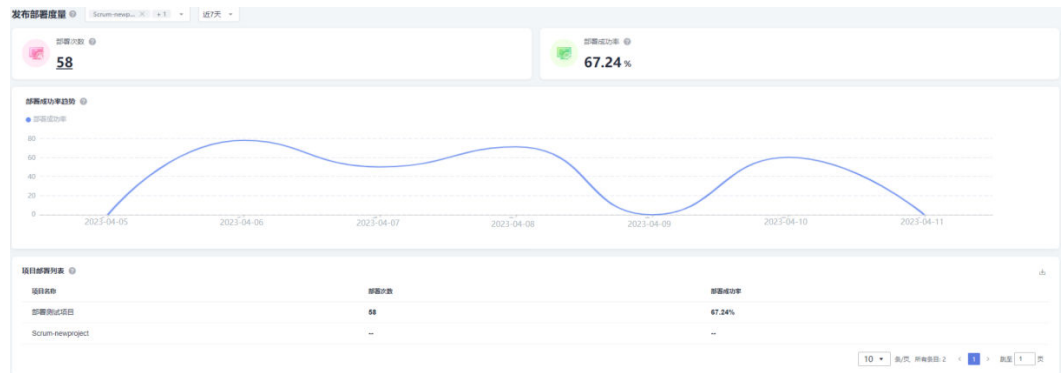 发布部署度量 Scrum-newp... × +1 近7天
部署次数
58
部署成功率
67.24 %
部署成功率趋势
部署成功率
80
60
40
20
0
2023-04-05 2023-04-06 2023-04-07 2023-04-08 2023-04-09 2023-04-10 2023-04-11
项目部署列表
项目名称 部署次数 部署成功率
部署测试项目 58 67.24%
Scrum-newproject -- --
10 条/页 所有条目: 2 < 1 > 跳至 1 页